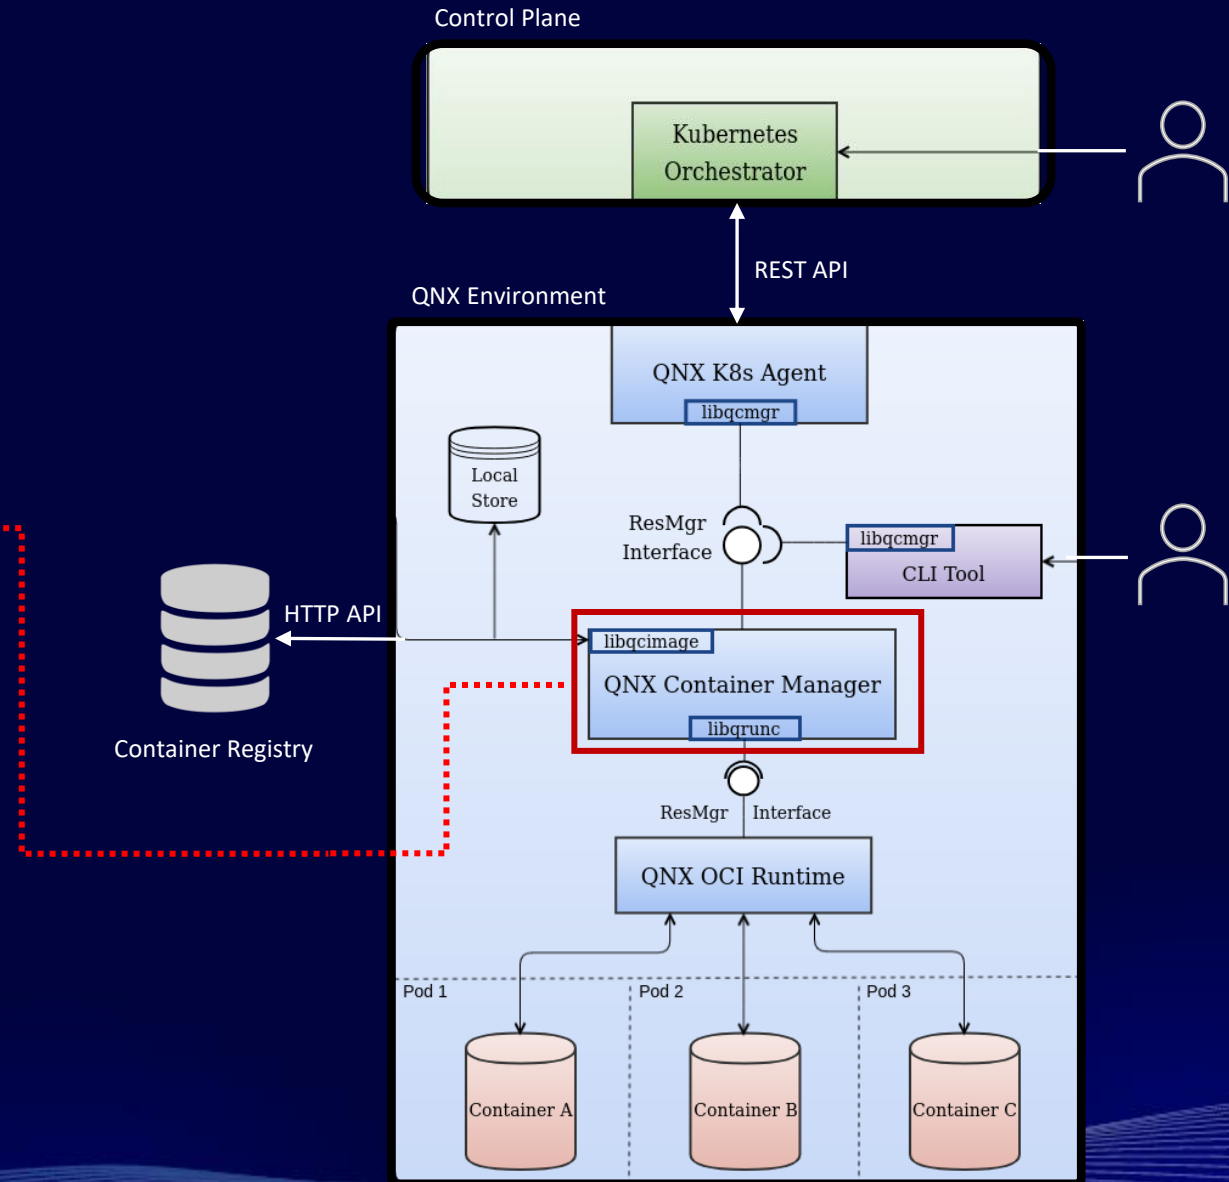 Control Plane
Kubernetes
Orchestrator
REST API
QNX Environment
QNX K8s Agent
libqcmgr
Local
Store
ResMgr
Interface
libqcmgr
CLI Tool
HTTP API
libqcimage
QNX Container Manager
libqrunc
Container Registry
ResMgr Interface
QNX OCI Runtime
Pod 1
Pod 2
Pod 3
Container A
Container B
Container C